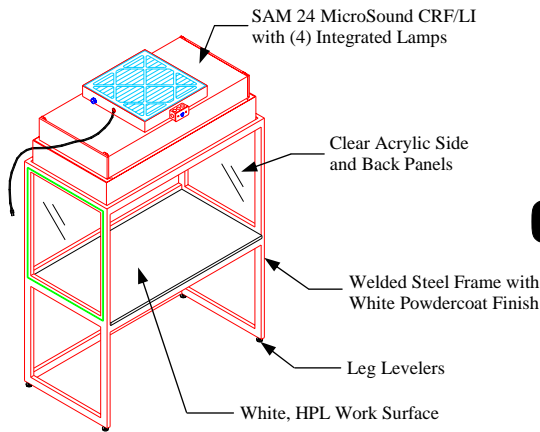 SAM 24 MicroSound CRF/LI
with (4) Integrated Lamps
Clear Acrylic Side
and Back Panels
Welded Steel Frame with
White Powdercoat Finish
Leg Levelers
White, HPL Work Surface